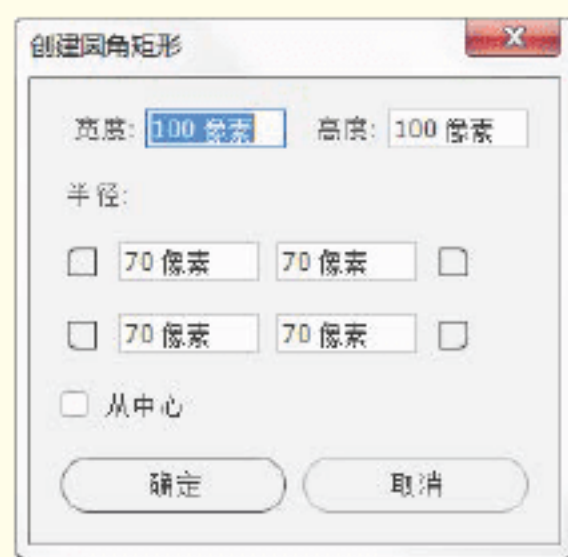 创建圆角矩形
宽度: 100 像素 高度: 100 像素
半径:
70 像素 70 像素
70 像素 70 像素
从中心
确定 取消